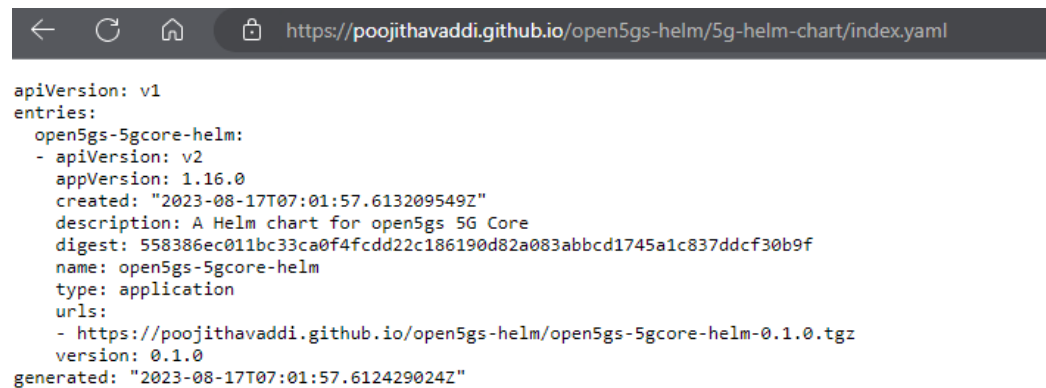 https://poojithavaddi.github.io/open5gs-helm/5g-helm-chart/index.yaml
apiVersion: v1
entries:
  open5gs-5gcore-helm:
  - apiVersion: v2
    appVersion: 1.16.0
    created: "2023-08-17T07:01:57.613209549Z"
    description: A Helm chart for open5gs 5G Core
    digest: 558386ec011bc33ca0f4fcdd22c186190d82a083abbcd1745a1c837ddcf30b9f
    name: open5gs-5gcore-helm
    type: application
    urls:
    - https://poojithavaddi.github.io/open5gs-helm/open5gs-5gcore-helm-0.1.0.tgz
    version: 0.1.0
generated: "2023-08-17T07:01:57.612429024Z"